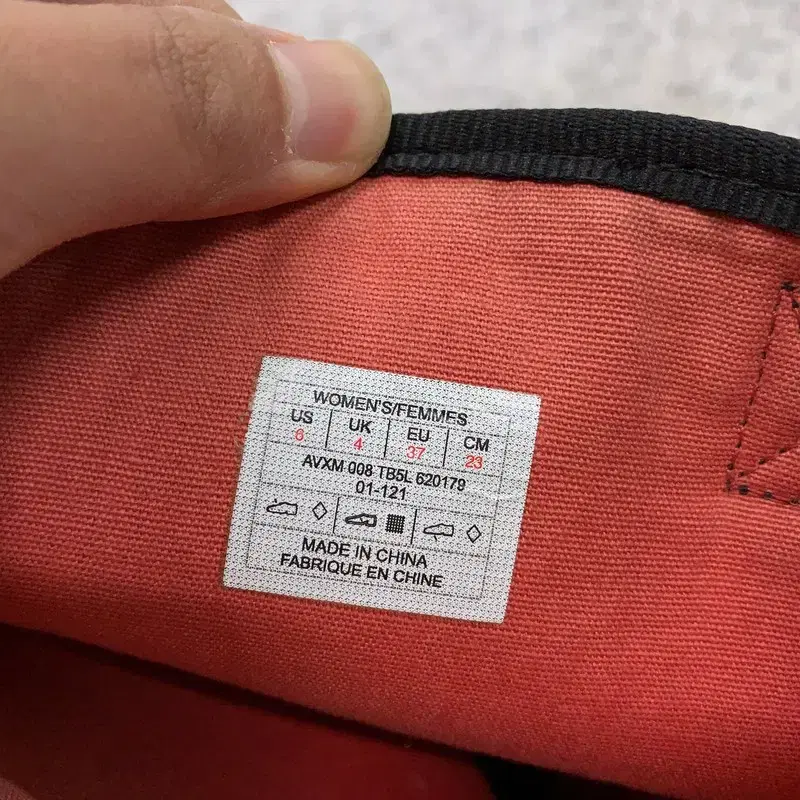 WOMEN'S/FEMMES
US UK EU CM
6 4 37 23
AVXM 008 TB5L 620179
01-121
MADE IN CHINA
FABRIQUE EN CHINE